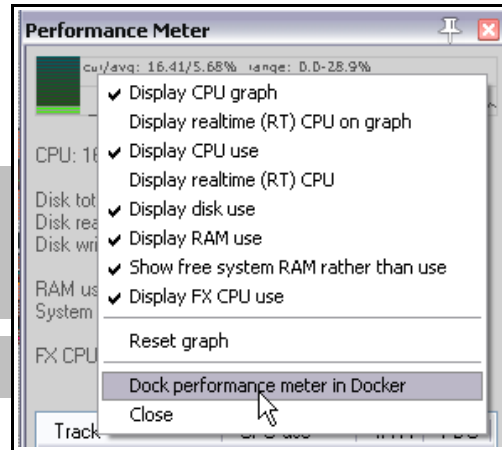 Performance Meter
cur/avg: 16.41/5.68% range: 0.0-28.9%
Display CPU graph
Display realtime (RT) CPU on graph
CPU: 16
Display CPU use
Display realtime (RT) CPU
Disk tot
Display disk use
Disk rea
Disk wri
Display RAM use
Show free system RAM rather than use
RAM us
Display FX CPU use
System
Reset graph
FX CPU
Dock performance meter in Docker
Close
Track
CPU use